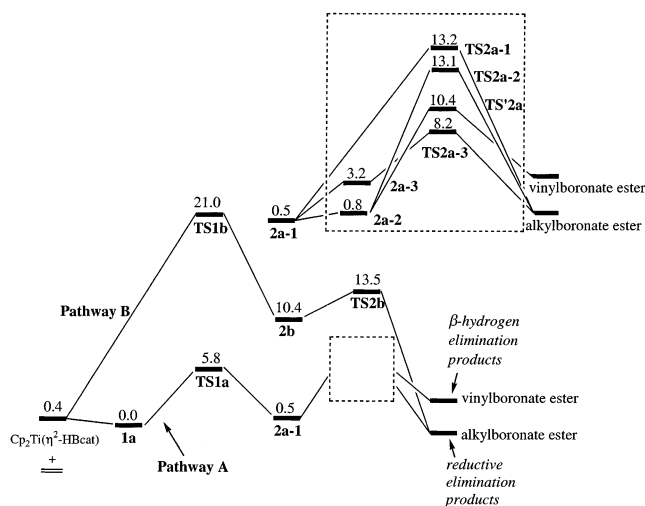 13.2
TS2a-1
13.1
TS2a-2
10.4
TS'2a
8.2
TS2a-3
3.2
2a-3
vinylboronate ester
0.5
2a-1
0.8
2a-2
alkylboronate ester
21.0
TS1b
Pathway B
10.4
2b
13.5
TS2b
β-hydrogen
elimination
products
5.8
TS1a
0.4
Cp₂Ti(η²-HBcat)
+
0.0
1a
0.5
2a-1
vinylboronate ester
alkylboronate ester
Pathway A
reductive
elimination
products